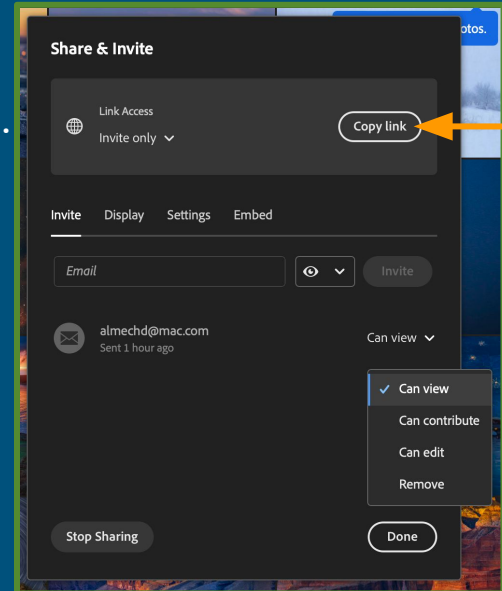 otos.
Share & Invite
Link Access
Invite only
Copy link
Invite Display Settings Embed
Email
Invite
almechd@mac.com
Sent 1 hour ago
Can view
Can view
Can contribute
Can edit
Remove
Stop Sharing
Done